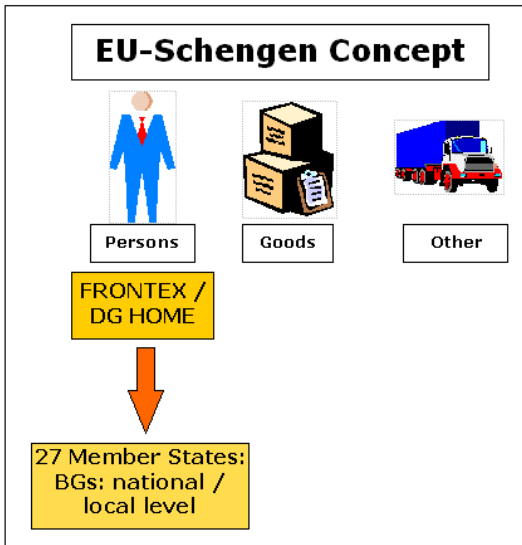 EU-Schengen Concept
Persons
Goods
Other
FRONTEX /
DG HOME
27 Member States:
BGs: national /
local level